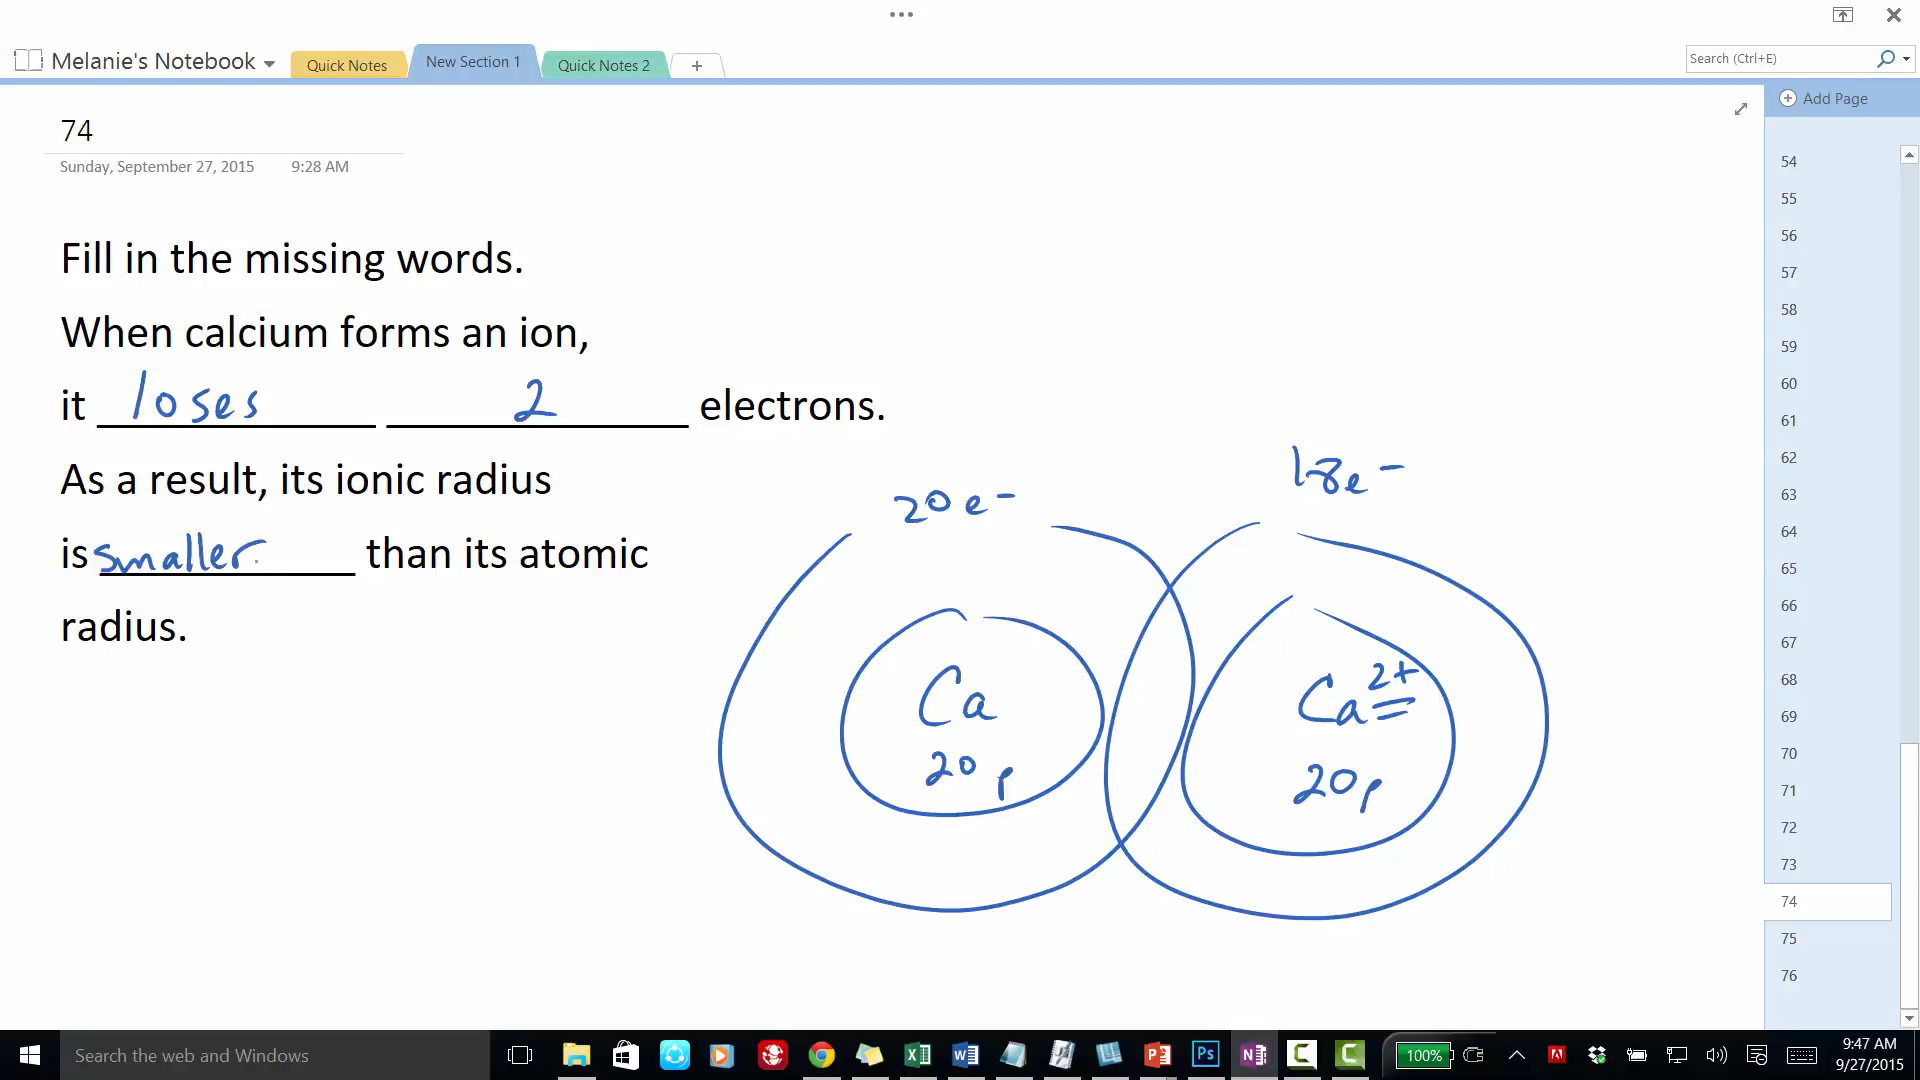 Melanie's Notebook
Quick Notes
New Section 1
Quick Notes 2
+
Search (Ctrl+E)
Add Page
74
Sunday, September 27, 2015 9:28 AM
Fill in the missing words.
When calcium forms an ion,
it loses 2 electrons.
As a result, its ionic radius
is smaller than its atomic
radius.
20e-
18e-
Ca
20p
Ca2+
20p
54
55
56
57
58
59
60
61
62
63
64
65
66
67
68
69
70
71
72
73
74
75
76
Search the web and Windows
100%
9:47 AM
9/27/2015